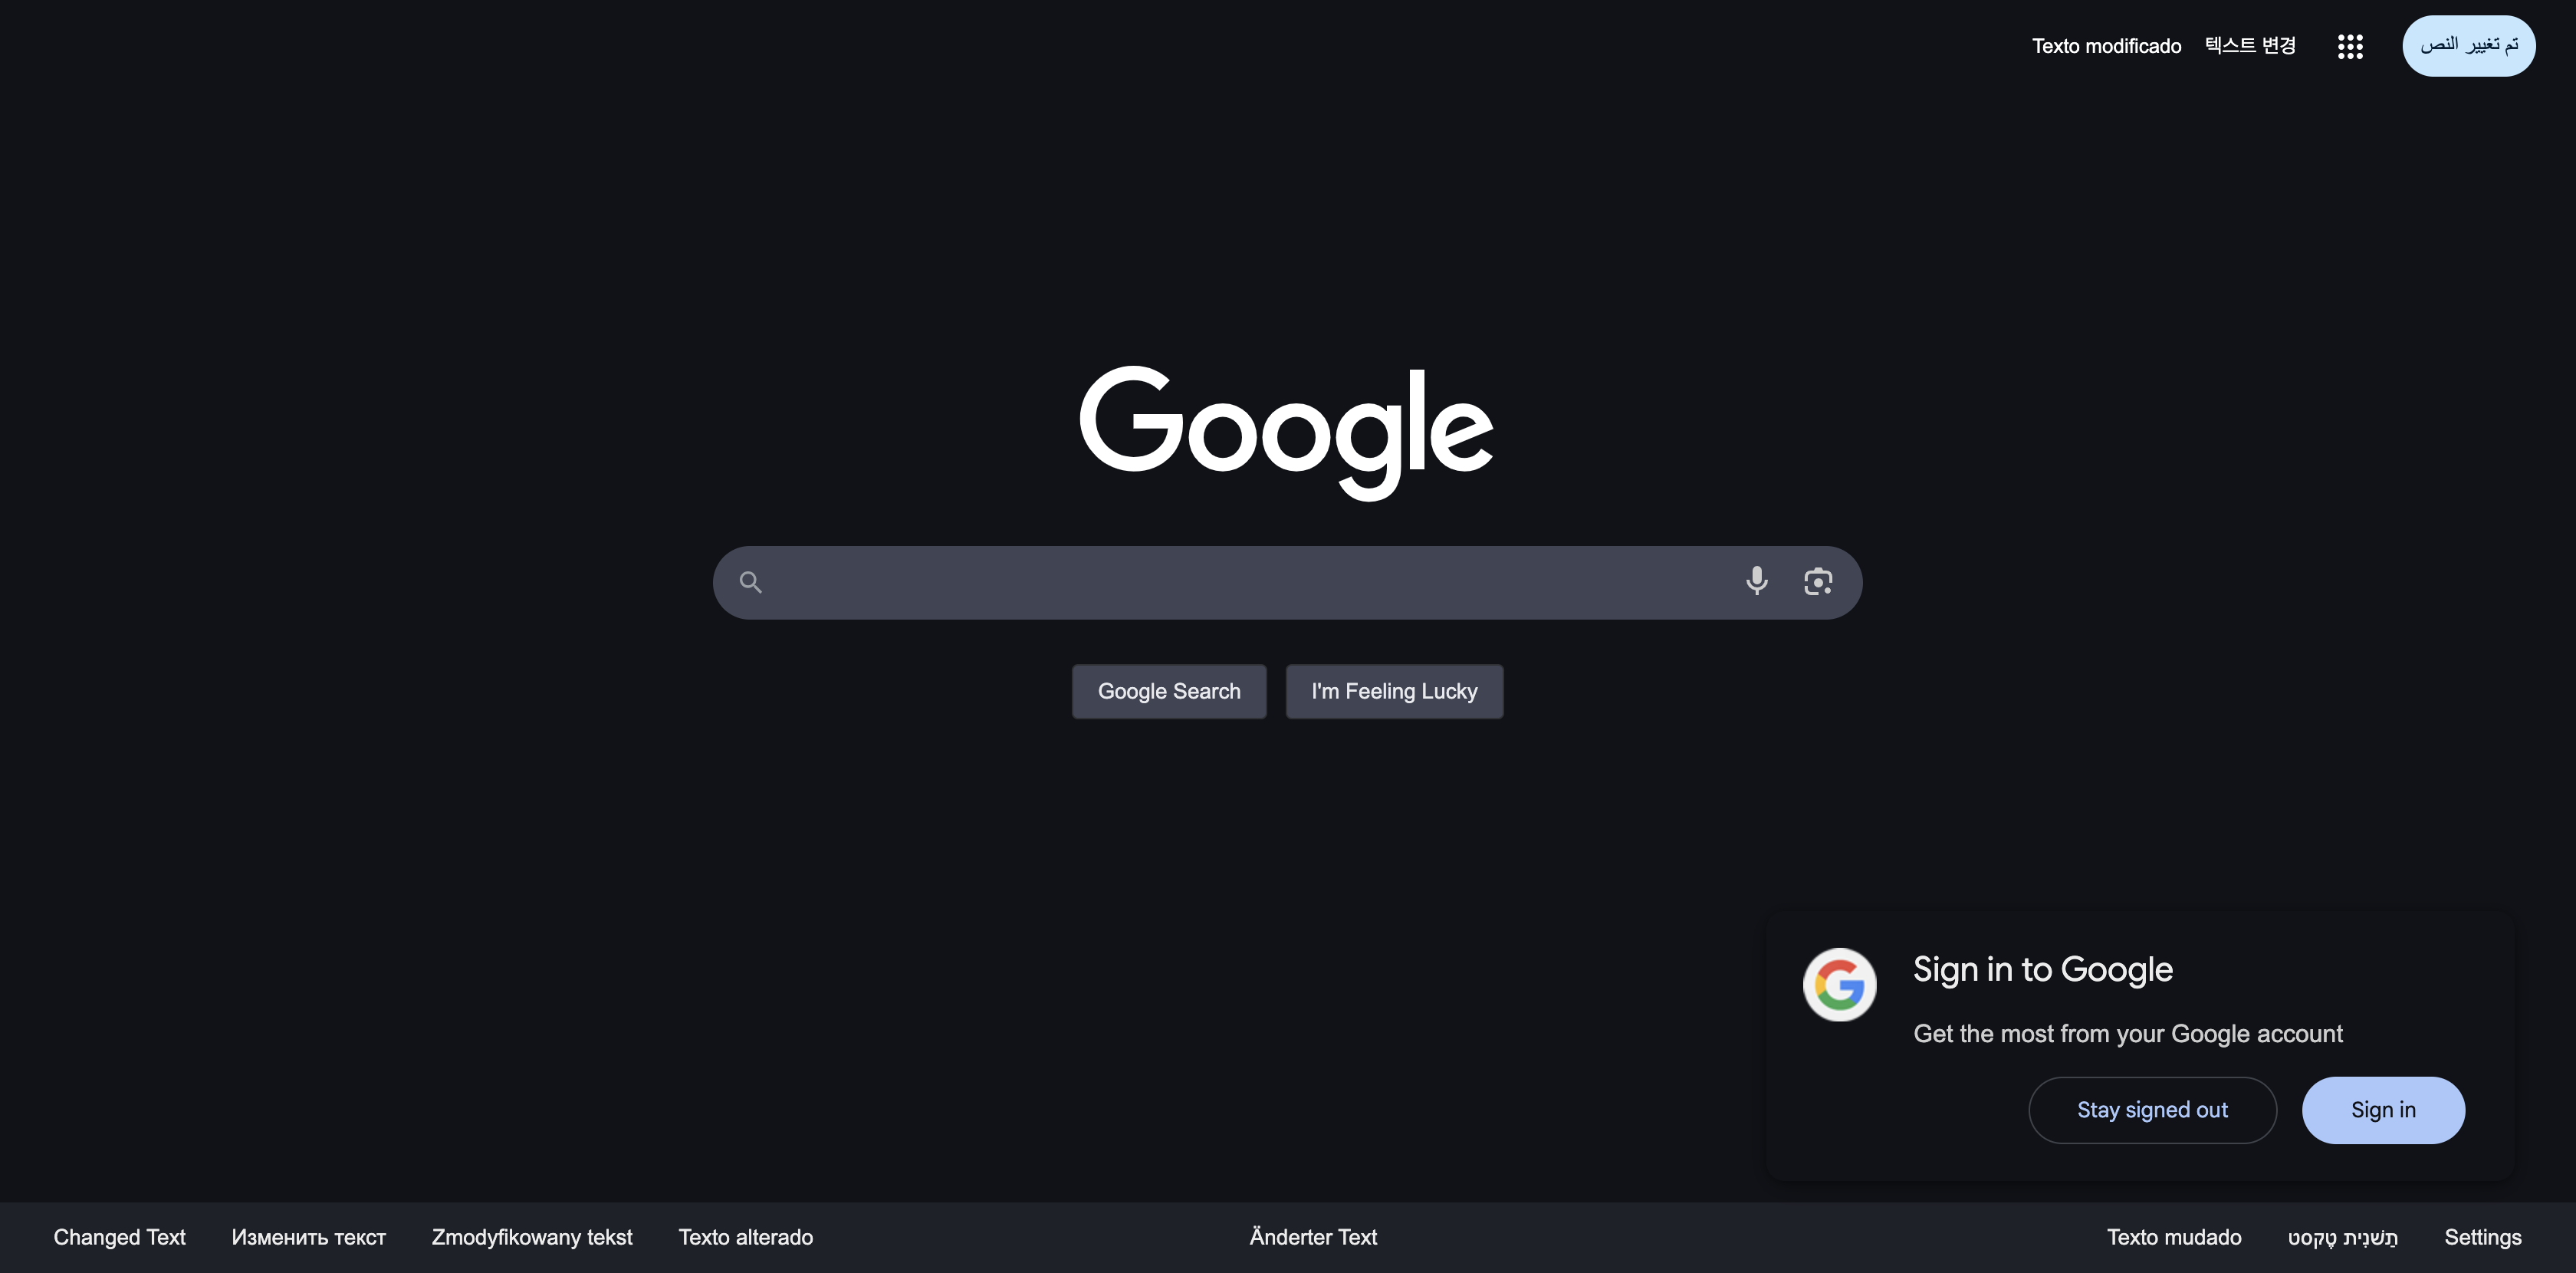 Texto modificado 텍스트 변경 تم تغيير النص
Google
Google Search I'm Feeling Lucky
Sign in to Google
Get the most from your Google account
Stay signed out Sign in
Changed Text Изменить текст Zmodyfikowany tekst Texto alterado Änderter Text Texto mudado תַשׁנִית טֶקסט Settings